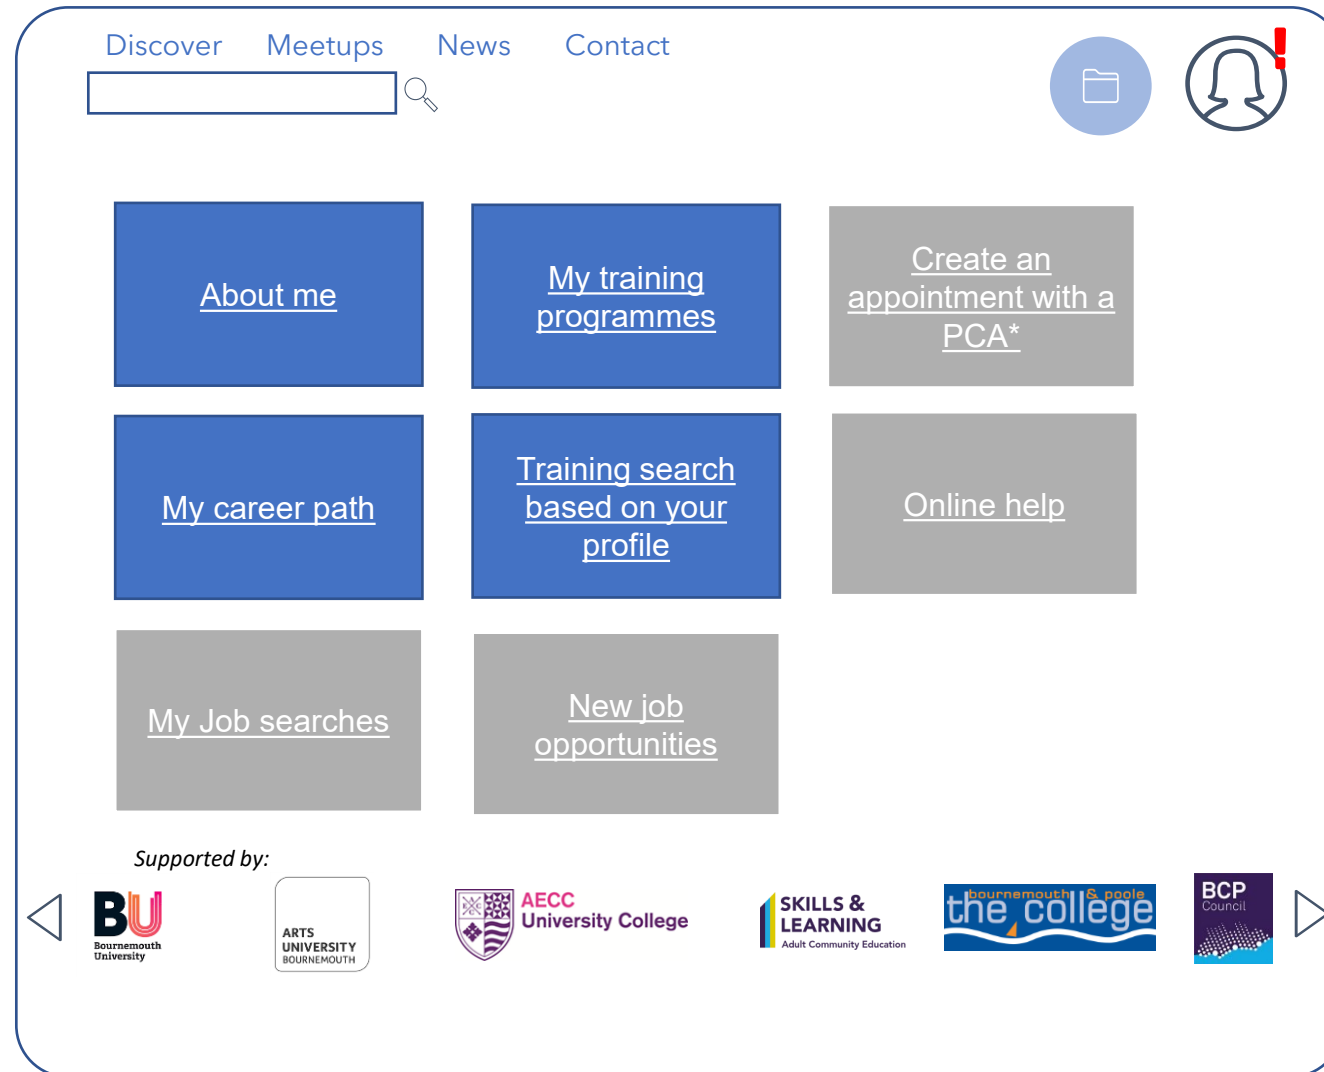 Discover Meetups News Contact
!
About me
My training
programmes
Create an
appointment with a
PCA*
My career path
Training search
based on your
profile
Online help
My Job searches
New job
opportunities
Supported by:
BU
Bournemouth
University
ARTS
UNIVERSITY
BOURNEMOUTH
AECC
University College
SKILLS &
LEARNING
Adult Community Education
bournemouth & poole
the college
BCP
Council